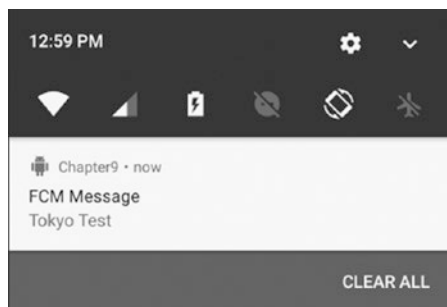 12:59 PM
Chapter9 • now
FCM Message
Tokyo Test
CLEAR ALL